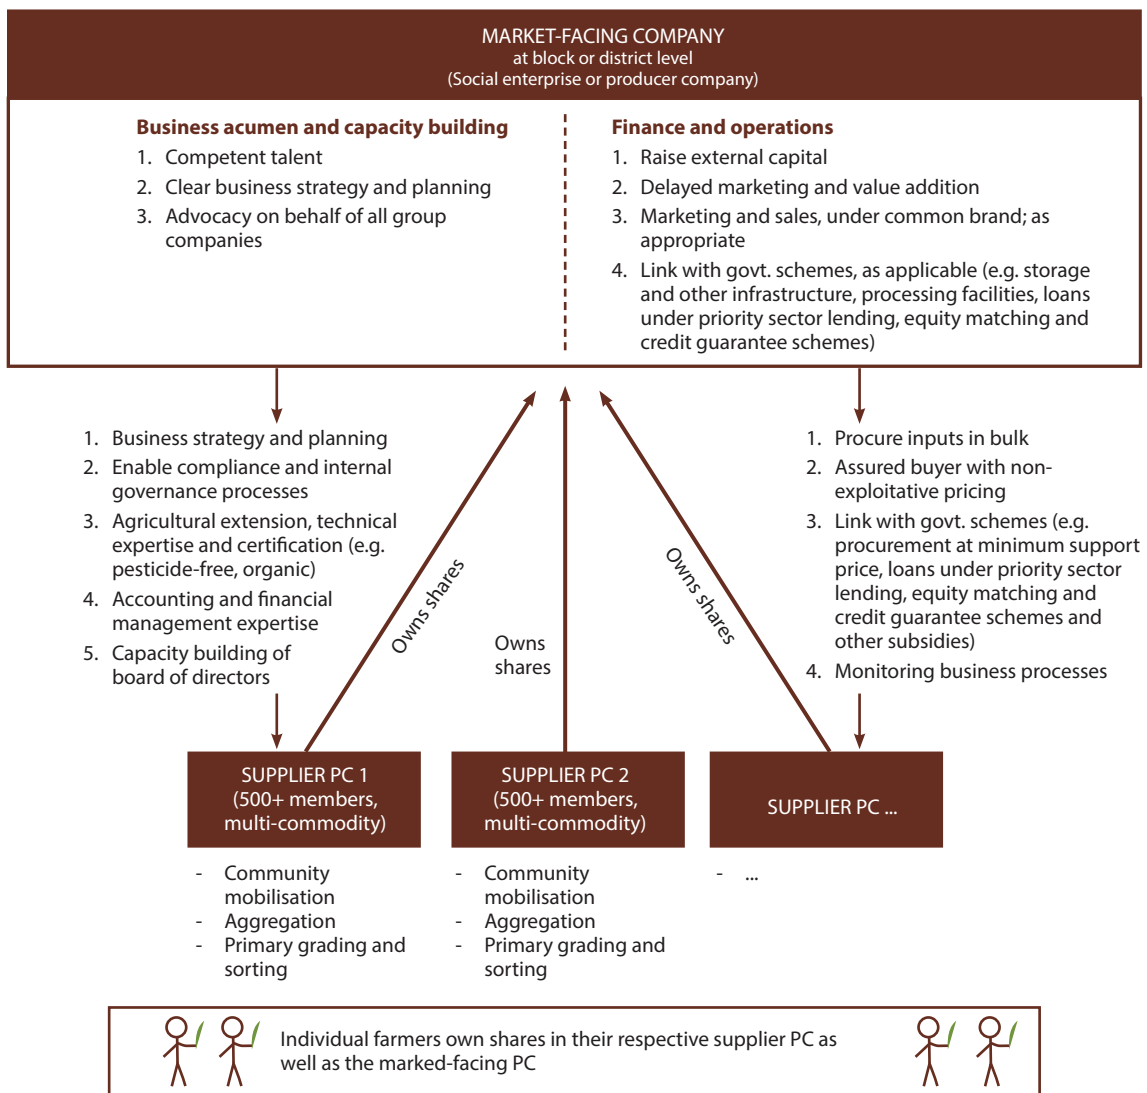 MARKET-FACING COMPANY
at block or district level
(Social enterprise or producer company)
Business acumen and capacity building
1. Competent talent
2. Clear business strategy and planning
3. Advocacy on behalf of all group
companies
Finance and operations
1. Raise external capital
2. Delayed marketing and value addition
3. Marketing and sales, under common brand; as
appropriate
4. Link with govt. schemes, as applicable (e.g. storage
and other infrastructure, processing facilities, loans
under priority sector lending, equity matching and
credit guarantee schemes)
1. Business strategy and planning
2. Enable compliance and internal
governance processes
3. Agricultural extension, technical
expertise and certification (e.g.
pesticide-free, organic)
4. Accounting and financial
management expertise
5. Capacity building of
board of directors
Owns shares
Owns
shares
Owns shares
1. Procure inputs in bulk
2. Assured buyer with non-
exploitative pricing
3. Link with govt. schemes (e.g.
procurement at minimum support
price, loans under priority sector
lending, equity matching and
credit guarantee schemes and
other subsidies)
4. Monitoring business processes
SUPPLIER PC 1
(500+ members,
multi-commodity)
SUPPLIER PC 2
(500+ members,
multi-commodity)
SUPPLIER PC ...
- Community
mobilisation
- Aggregation
- Primary grading and
sorting
- Community
mobilisation
- Aggregation
- Primary grading and
sorting
- ...
Individual farmers own shares in their respective supplier PC as
well as the marked-facing PC